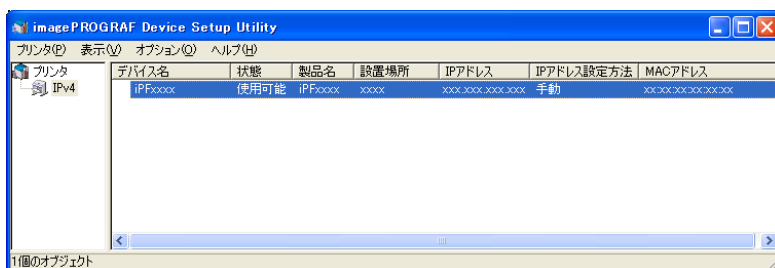 imagePROGRAF Device Setup Utility
プリンタ(P) 表示(V) オプション(O) ヘルプ(H)
プリンタ
IPv4
デバイス名 状態 製品名 設置場所 IPアドレス IPアドレス設定方法 MACアドレス
iPFxxxx 使用可能 iPFxxxx xxxx xxx.xxx.xxx.xxx 手動 xx:xx:xx:xx:xx:xx
1個のオブジェクト